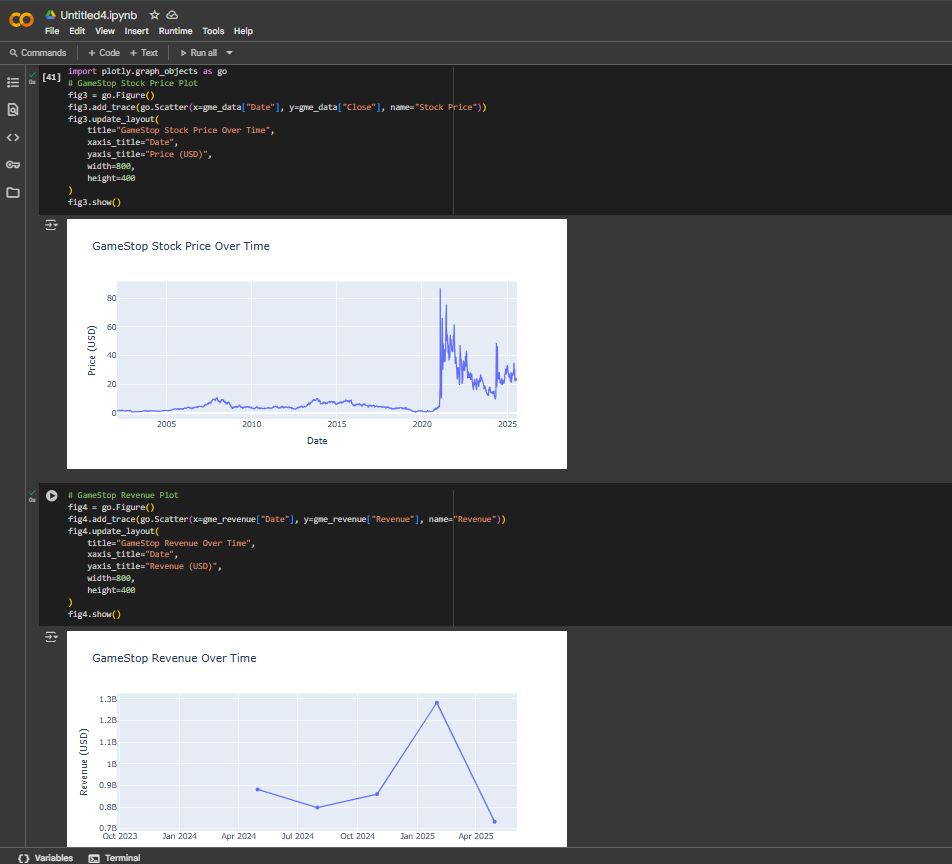 CO Untitled4.ipynb
File Edit View Insert Runtime Tools Help
Commands + Code + Text Run all
[41]
0s
import plotly.graph_objects as go
# GameStop Stock Price Plot
fig3 = go.Figure()
fig3.add_trace(go.Scatter(x=gme_data["Date"], y=gme_data["Close"], name="Stock Price"))
fig3.update_layout(
    title="GameStop Stock Price Over Time",
    xaxis_title="Date",
    yaxis_title="Price (USD)",
    width=800,
    height=400
)
fig3.show()
GameStop Stock Price Over Time
Price (USD)
80
60
40
20
0
2005 2010 2015 2020 2025
Date
0s
# GameStop Revenue Plot
fig4 = go.Figure()
fig4.add_trace(go.Scatter(x=gme_revenue["Date"], y=gme_revenue["Revenue"], name="Revenue"))
fig4.update_layout(
    title="GameStop Revenue Over Time",
    xaxis_title="Date",
    yaxis_title="Revenue (USD)",
    width=800,
    height=400
)
fig4.show()
GameStop Revenue Over Time
Revenue (USD)
1.3B
1.2B
1.1B
1B
0.9B
0.8B
0.7B
Oct 2023 Jan 2024 Apr 2024 Jul 2024 Oct 2024 Jan 2025 Apr 2025
{} Variables Terminal